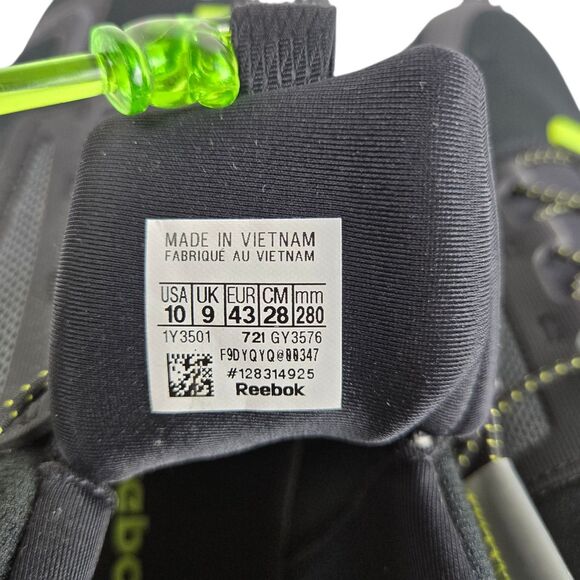 MADE IN VIETNAM
FABRIQUÉ AU VIETNAM
USA UK EUR CM mm
10 9 43 28 280
1Y3501 721 GY3576
F9DYQYQ@00347
#128314925
Reebok